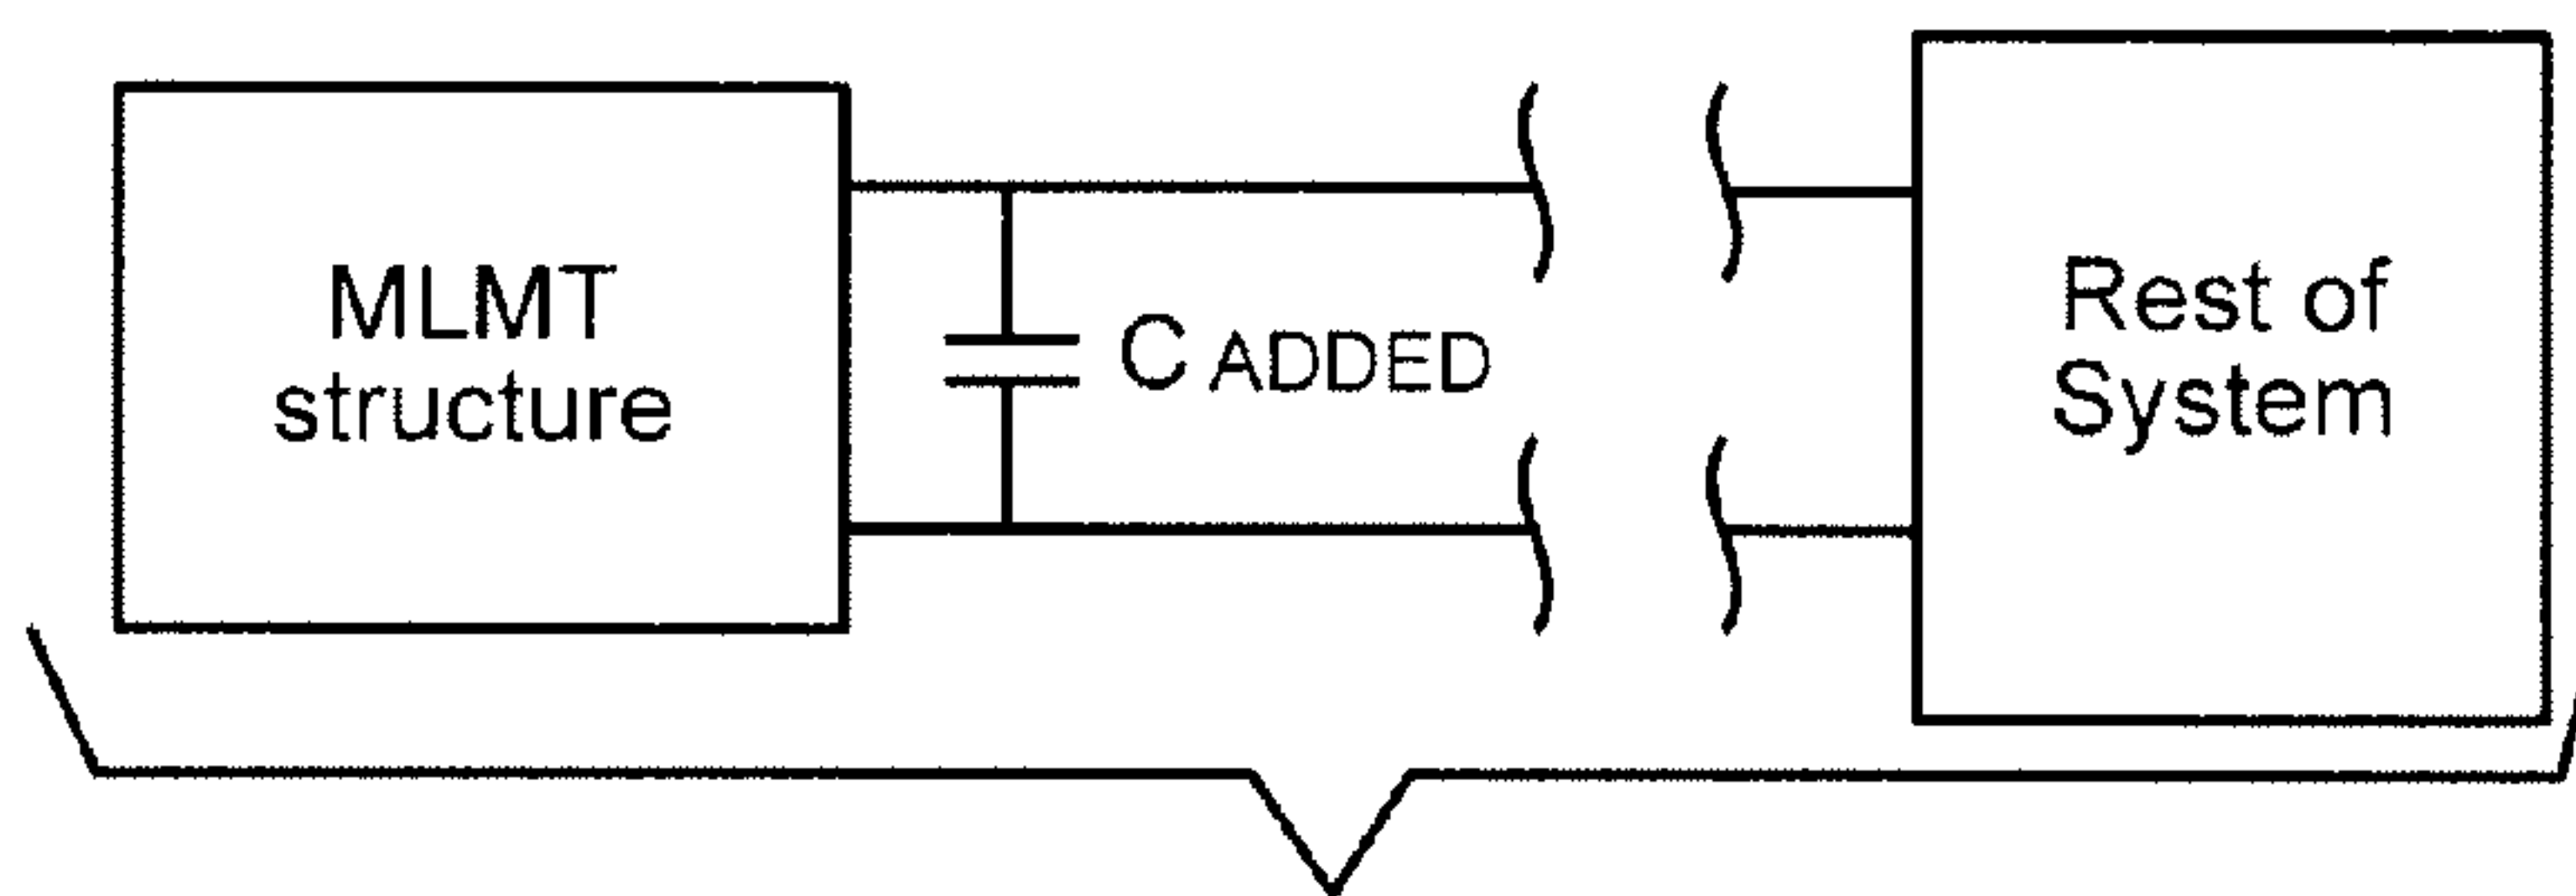 MLMT
structure
C ADDED
Rest of
System